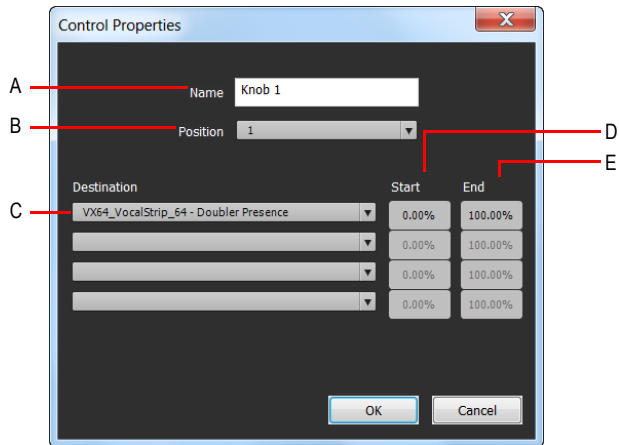 Control Properties
X
A
Name
Knob 1
B
Position
1
D
E
Destination
Start
End
C
VX64_VocalStrip_64 - Doubler Presence
0.00%
100.00%
0.00%
100.00%
0.00%
100.00%
0.00%
100.00%
OK
Cancel